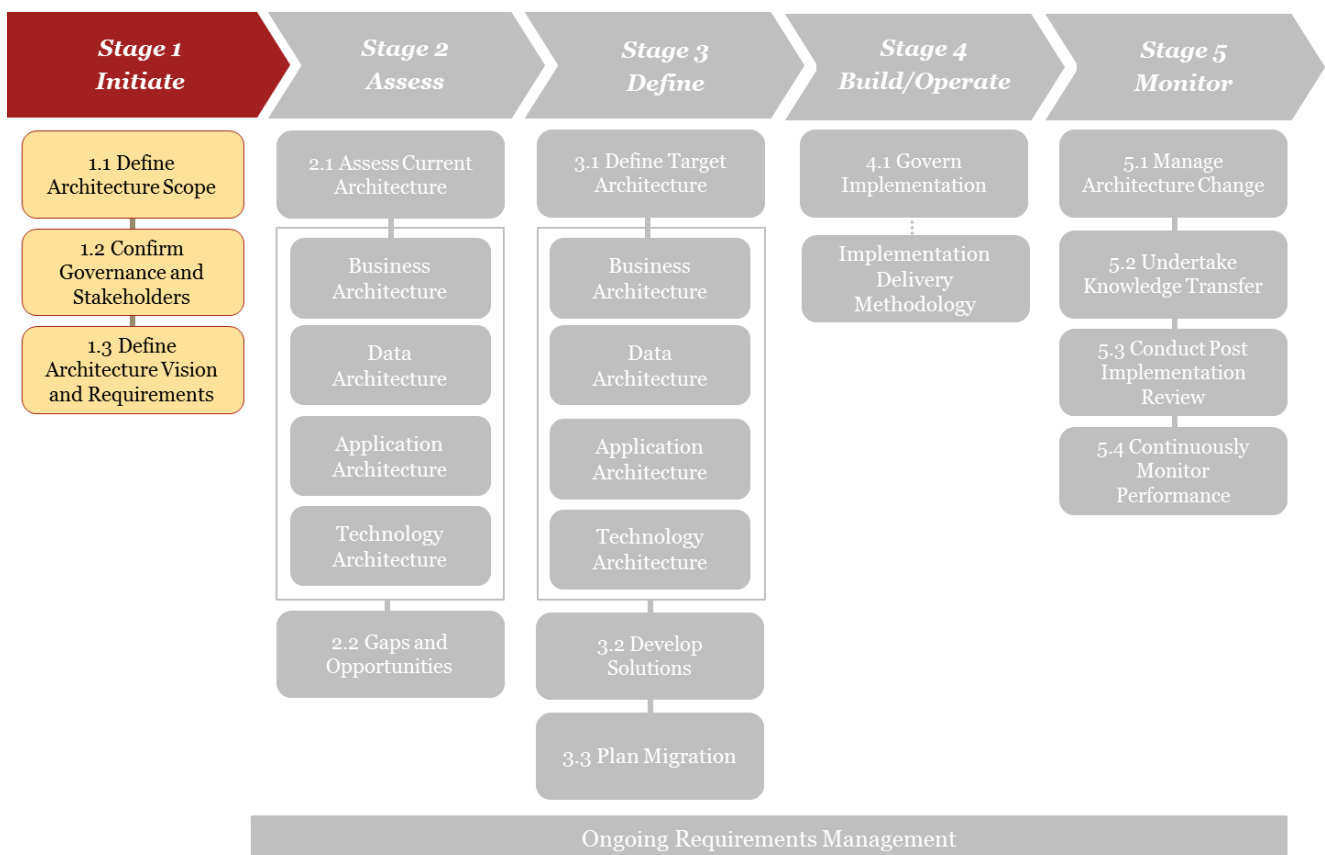 Stage 1
Initiate
Stage 2
Assess
Stage 3
Define
Stage 4
Build/Operate
Stage 5
Monitor
1.1 Define
Architecture Scope
1.2 Confirm
Governance and
Stakeholders
1.3 Define
Architecture Vision
and Requirements
2.1 Assess Current
Architecture
Business
Architecture
Data
Architecture
Application
Architecture
Technology
Architecture
2.2 Gaps and
Opportunities
3.1 Define Target
Architecture
Business
Architecture
Data
Architecture
Application
Architecture
Technology
Architecture
3.2 Develop
Solutions
3.3 Plan Migration
4.1 Govern
Implementation
Implementation
Delivery
Methodology
5.1 Manage
Architecture Change
5.2 Undertake
Knowledge Transfer
5.3 Conduct Post
Implementation
Review
5.4 Continuously
Monitor
Performance
Ongoing Requirements Management